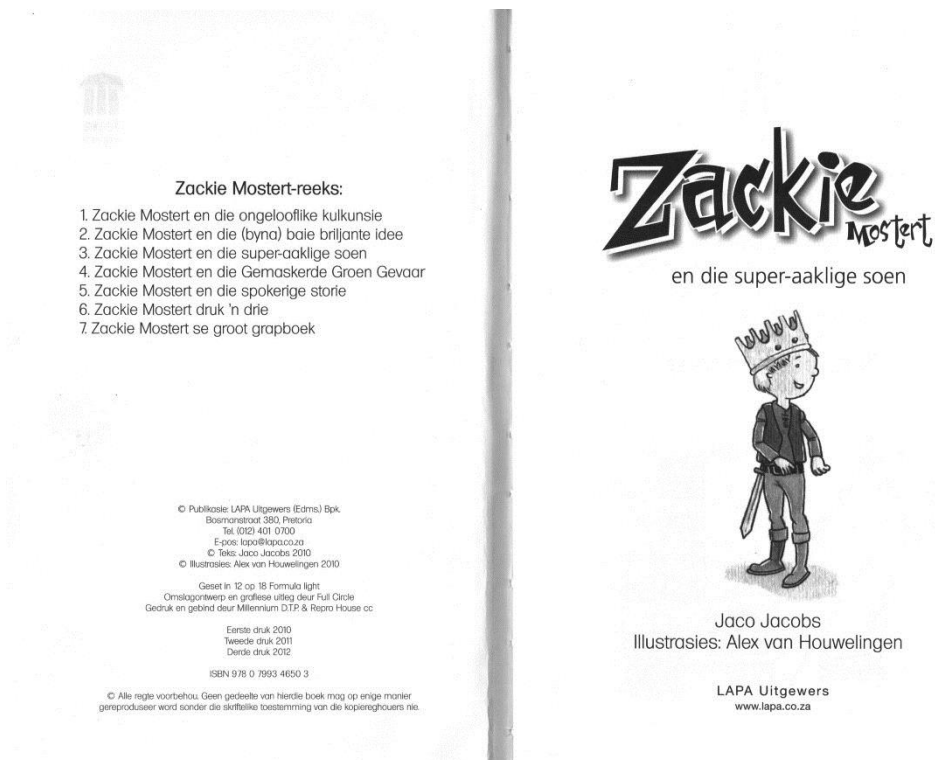 Zackie Mostert-reeks:
1. Zackie Mostert en die ongelooflike kulkunsie
2. Zackie Mostert en die (byna) baie briljante idee
3. Zackie Mostert en die super-aaklige soen
4. Zackie Mostert en die Gemaskerde Groen Gevaar
5. Zackie Mostert en die spokerige storie
6. Zackie Mostert druk 'n drie
7. Zackie Mostert se groot grapboek
© Publikasie: LAPA Uitgewers (Edms.) Bpk.
Bosmanstraat 380, Pretoria
Tel. (012) 401 0700
E-pos: lapa@lapa.co.za
© Teks: Jaco Jacobs 2010
© Illustrasies: Alex van Houwelingen 2010
Geset in 12 op 18 Formula light
Omslagontwerp en grafiese uitleg deur Full Circle
Gedruk en gebind deur Millennium D.T.P. & Repro House cc
Eerste druk 2010
Tweede druk 2011
Derde druk 2012
ISBN 978 0 7993 4650 3
© Alle regte voorbehou. Geen gedeelte van hierdie boek mag op enige manier
gereproduseer word sonder die skriftelike toestemming van die kopiereghouers nie.
Zackie
Mostert
en die super-aaklige soen
Jaco Jacobs
Illustrasies: Alex van Houwelingen
LAPA Uitgewers
www.lapa.co.za